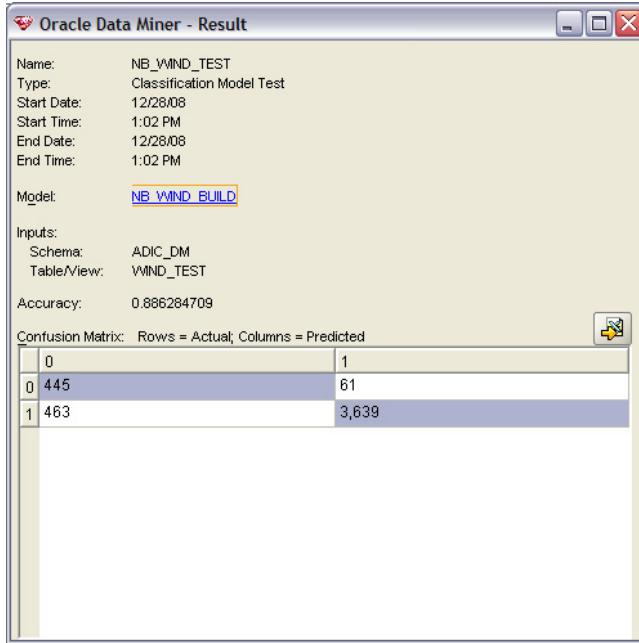 Oracle Data Miner - Result
Name: NB_WIND_TEST
Type: Classification Model Test
Start Date: 12/28/08
Start Time: 1:02 PM
End Date: 12/28/08
End Time: 1:02 PM
Model: NB_WIND_BUILD
Inputs:
Schema: ADIC_DM
Table/View: WIND_TEST
Accuracy: 0.886284709
Confusion Matrix: Rows = Actual; Columns = Predicted
0 1
0 445 61
1 463 3,639